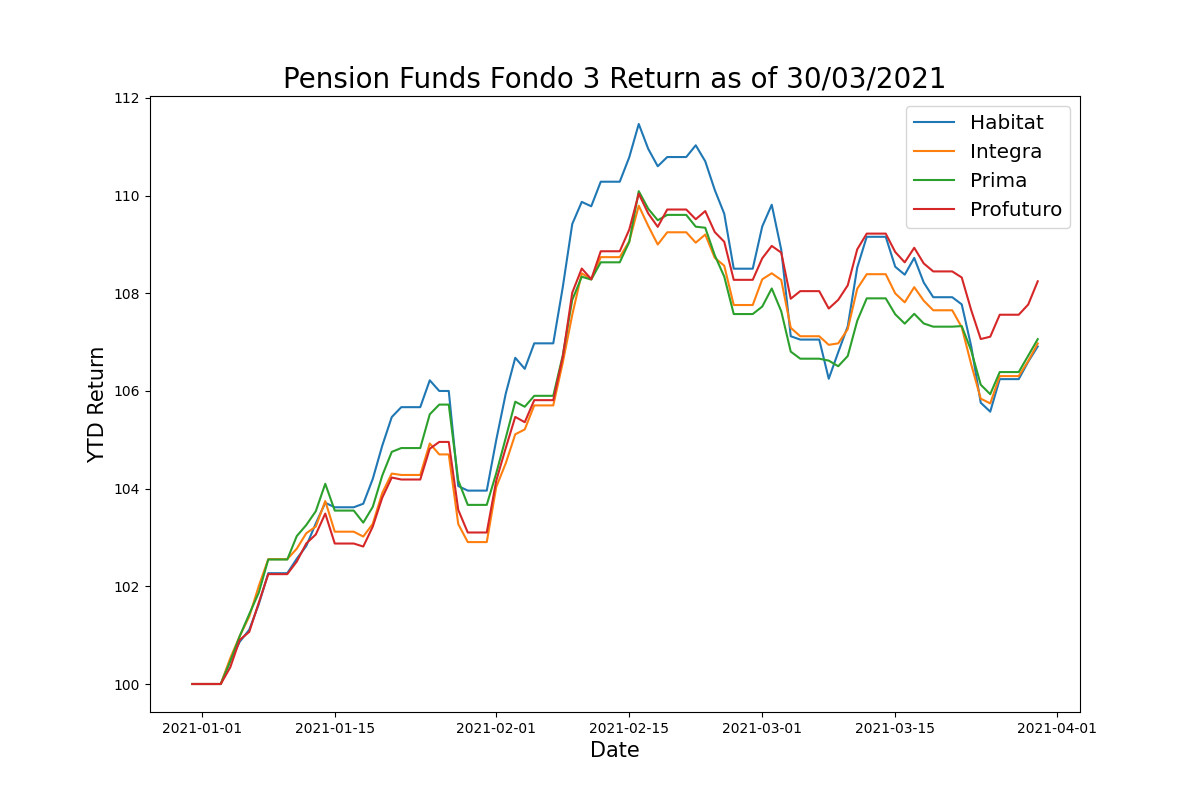 Pension Funds Fondo 3 Return as of 30/03/2021
112
110
108
106
104
102
100
YTD Return
Habitat
Integra
Prima
Profuturo
2021-01-01 2021-01-15 2021-02-01 2021-02-15 2021-03-01 2021-03-15 2021-04-01
Date